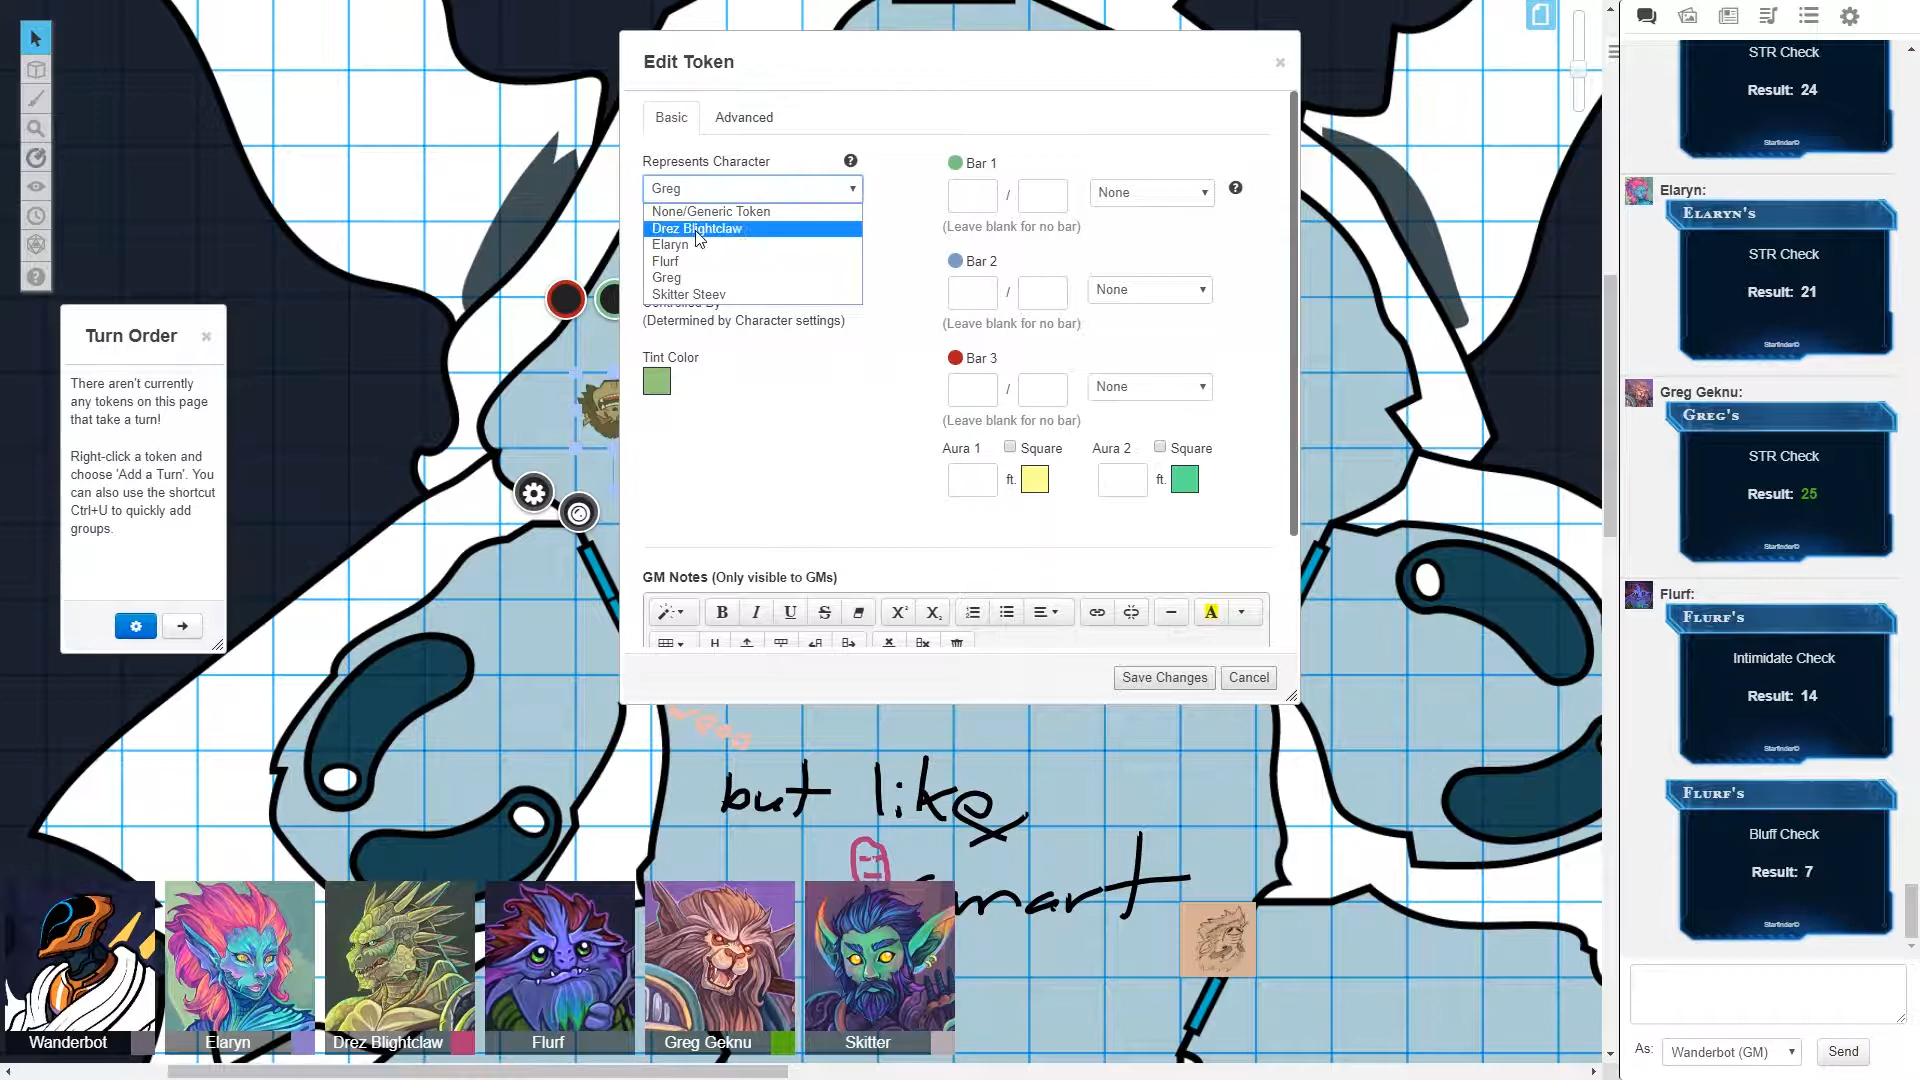 Edit Token
Basic
Advanced
Represents Character
Greg
None/Generic Token
Drez Blightclaw
Elaryn
Flurf
Greg
Skitter Steev
(Determined by Character settings)
Tint Color
Bar 1
/
None
(Leave blank for no bar)
Bar 2
/
None
(Leave blank for no bar)
Bar 3
/
None
(Leave blank for no bar)
Aura 1
Square
Aura 2
Square
ft.
ft.
GM Notes (Only visible to GMs)
Save Changes
Cancel
Turn Order
There aren't currently
any tokens on this page
that take a turn!
Right-click a token and
choose 'Add a Turn'. You
can also use the shortcut
Ctrl+U to quickly add
groups.
but like
smart
Wanderbot
Elaryn
Drez Blightclaw
Flurf
Greg Geknu
Skitter
STR Check
Result: 24
Starfinder©
Elaryn:
ELARYN'S
STR Check
Result: 21
Starfinder©
Greg Geknu:
GREG'S
STR Check
Result: 25
Starfinder©
Flurf:
FLURF'S
Intimidate Check
Result: 14
Starfinder©
FLURF'S
Bluff Check
Result: 7
Starfinder©
As:
Wanderbot (GM)
Send